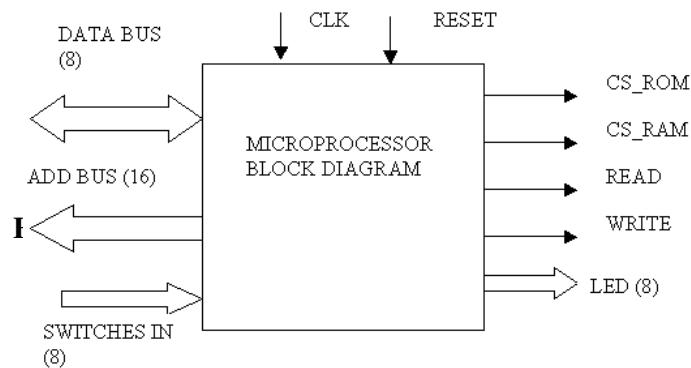 CLK
RESET
DATA BUS
(8)
CS_ROM
MICROPROCESSOR
BLOCK DIAGRAM
CS_RAM
ADD BUS (16)
READ
WRITE
LED (8)
SWITCHES IN
(8)